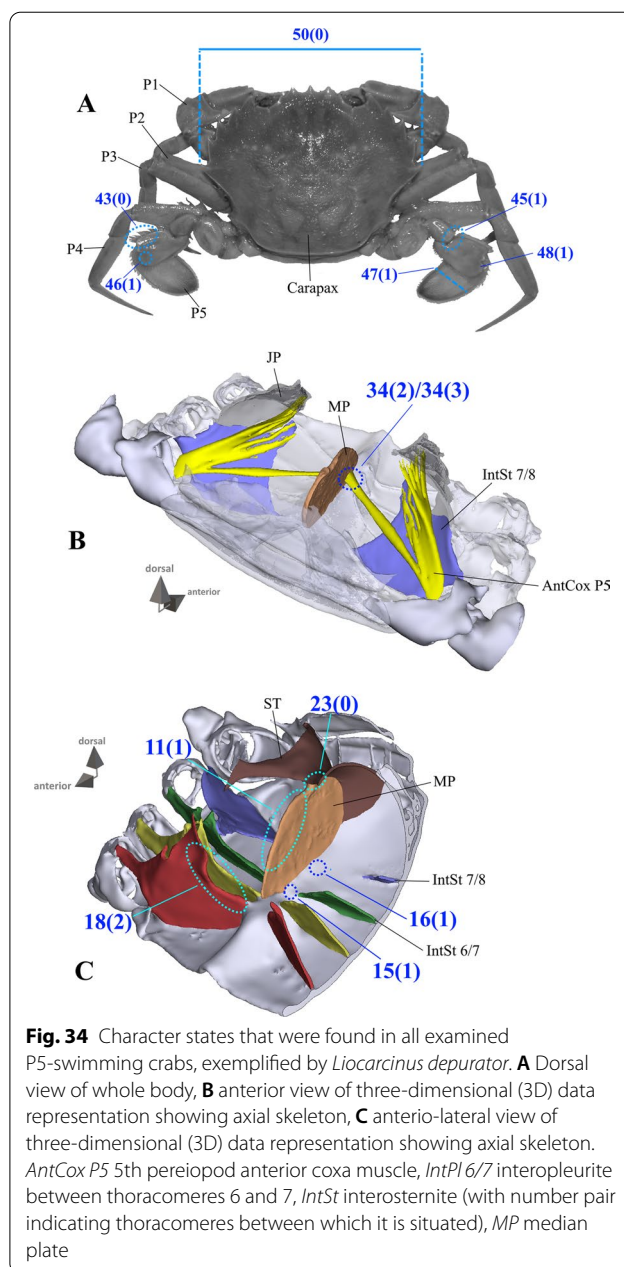 50(0)
P1
A
P2
P3
43(0)
45(1)
P4
48(1)
46(1)
47(1)
P5
Carapax
JP
34(2)/34(3)
MP
IntSt 7/8
B
dorsal
anterior
AntCox P5
ST
23(0)
dorsal
11(1)
anterior
MP
IntSt 7/8
18(2)
16(1)
IntSt 6/7
15(1)
C
Fig. 34 Character states that were found in all examined
P5-swimming crabs, exemplified by Liocarcinus depurator. A Dorsal
view of whole body, B anterior view of three-dimensional (3D) data
representation showing axial skeleton, C anterio-lateral view of
three-dimensional (3D) data representation showing axial skeleton.
AntCox P5 5th pereiopod anterior coxa muscle, IntPl 6/7 interopleurite
between thoracomeres 6 and 7, IntSt interosternite (with number pair
indicating thoracomeres between which it is situated), MP median
plate